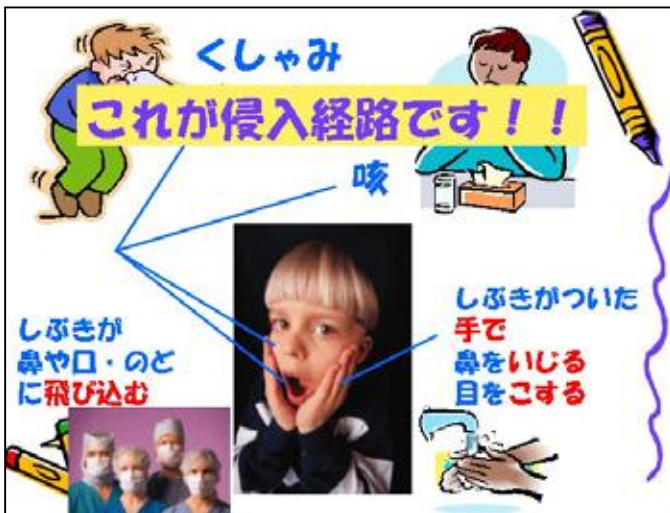 くしゃみ
これが侵入経路です！！
咳
しぶきが
鼻や口・のど
に飛び込む
しぶきがついた
手で
鼻をいじる
目をこする